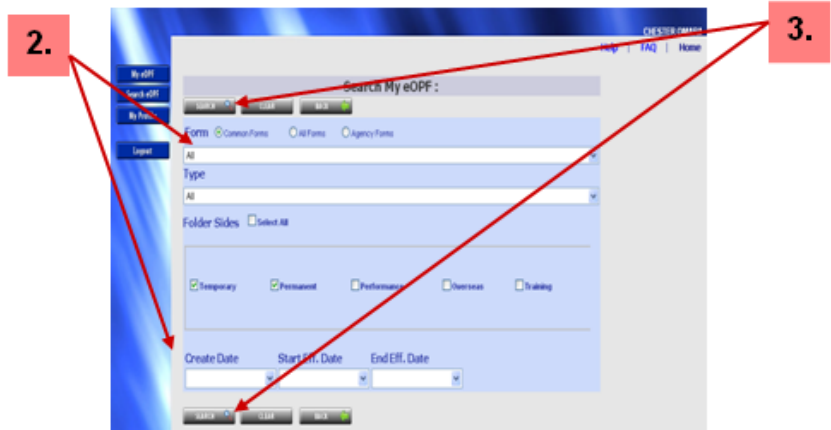 2.
3.
Help | FAQ | Home
My eOPF
Search eOPF
My Profile
Logout
Search My eOPF :
SEARCH CLEAR BACK
Form Common Forms All Forms Agency Forms
All
Type
All
Folder Sides Select All
Temporary Permanent Performance Overseas Training
Create Date Start Eff. Date End Eff. Date
SEARCH CLEAR BACK